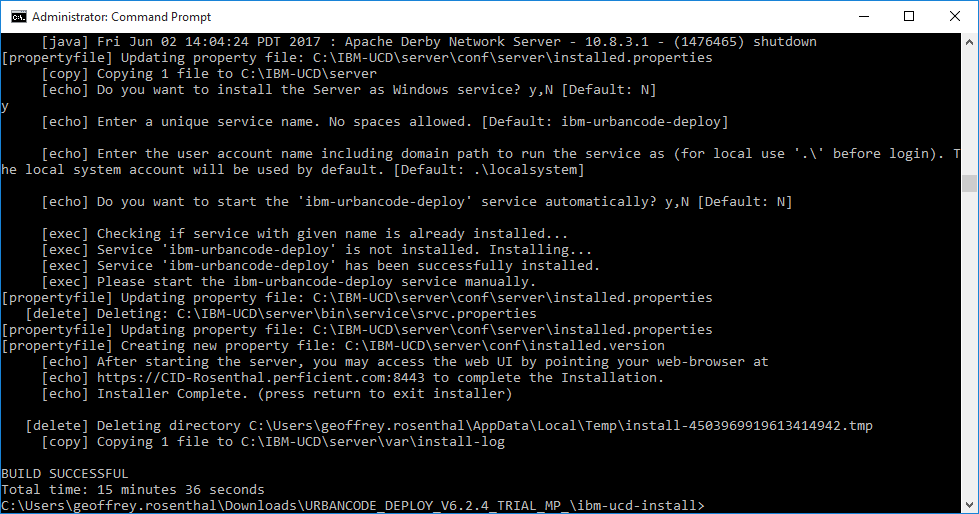 Administrator: Command Prompt
[java] Fri Jun 02 14:04:24 PDT 2017 : Apache Derby Network Server - 10.8.3.1 - (1476465) shutdown
[propertyfile] Updating property file: C:\IBM-UCD\server\conf\server\installed.properties
[copy] Copying 1 file to C:\IBM-UCD\server
[echo] Do you want to install the Server as Windows service? y,N [Default: N]
y
[echo] Enter a unique service name. No spaces allowed. [Default: ibm-urbancode-deploy]
[echo] Enter the user account name including domain path to run the service as (for local use '.\' before login). T
he local system account will be used by default. [Default: .\localsystem]
[echo] Do you want to start the 'ibm-urbancode-deploy' service automatically? y,N [Default: N]
[exec] Checking if service with given name is already installed...
[exec] Service 'ibm-urbancode-deploy' is not installed. Installing...
[exec] Service 'ibm-urbancode-deploy' has been successfully installed.
[exec] Please start the ibm-urbancode-deploy service manually.
[propertyfile] Updating property file: C:\IBM-UCD\server\conf\server\installed.properties
[delete] Deleting: C:\IBM-UCD\server\bin\service\srvc.properties
[propertyfile] Updating property file: C:\IBM-UCD\server\conf\server\installed.properties
[propertyfile] Creating new property file: C:\IBM-UCD\server\conf\installed.version
[echo] After starting the server, you may access the web UI by pointing your web-browser at
[echo] https://CID-Rosenthal.perficient.com:8443 to complete the Installation.
[echo] Installer Complete. (press return to exit installer)
[delete] Deleting directory C:\Users\geoffrey.rosenthal\AppData\Local\Temp\install-4503969919613414942.tmp
[copy] Copying 1 file to C:\IBM-UCD\server\var\install-log
BUILD SUCCESSFUL
Total time: 15 minutes 36 seconds
C:\Users\geoffrey.rosenthal\Downloads\URBANCODE_DEPLOY_V6.2.4_TRIAL_MP_\ibm-ucd-install>